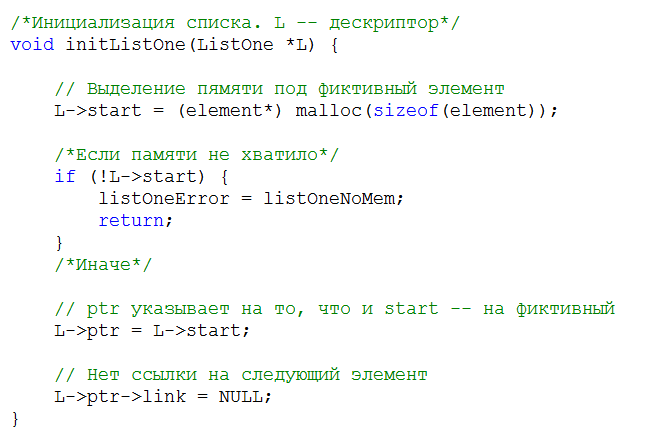 /*Инициализация списка. L -- дескриптор*/
void initListOne(ListOne *L) {
// Выделение пямяти под фиктивный элемент
L->start = (element*) malloc(sizeof(element));
/*Если памяти не хватило*/
if (!L->start) {
listOneError = listOneNoMem;
return;
}
/*Иначе*/
// ptr указывает на то, что и start -- на фиктивный
L->ptr = L->start;
// Нет ссылки на следующий элемент
L->ptr->link = NULL;
}